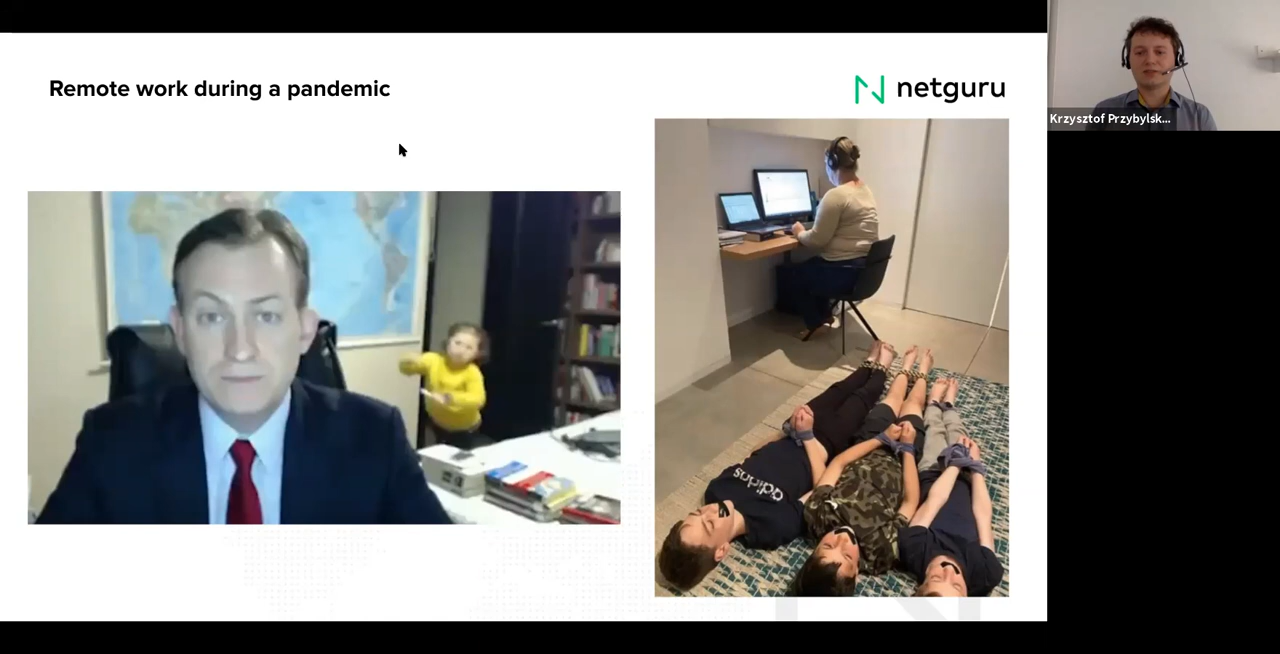 Remote work during a pandemic
netguru
Krzysztof Przybylsk...
adidas